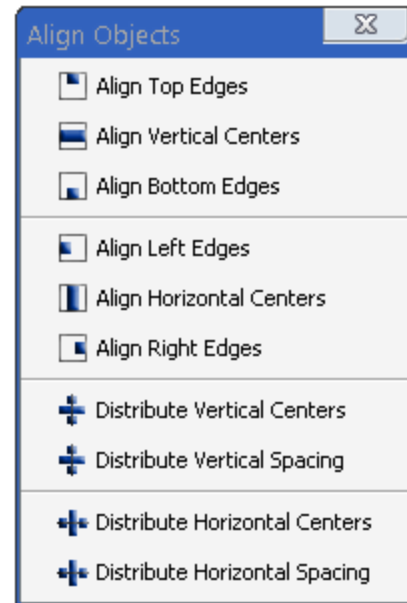 Align Objects
Align Top Edges
Align Vertical Centers
Align Bottom Edges
Align Left Edges
Align Horizontal Centers
Align Right Edges
Distribute Vertical Centers
Distribute Vertical Spacing
Distribute Horizontal Centers
Distribute Horizontal Spacing